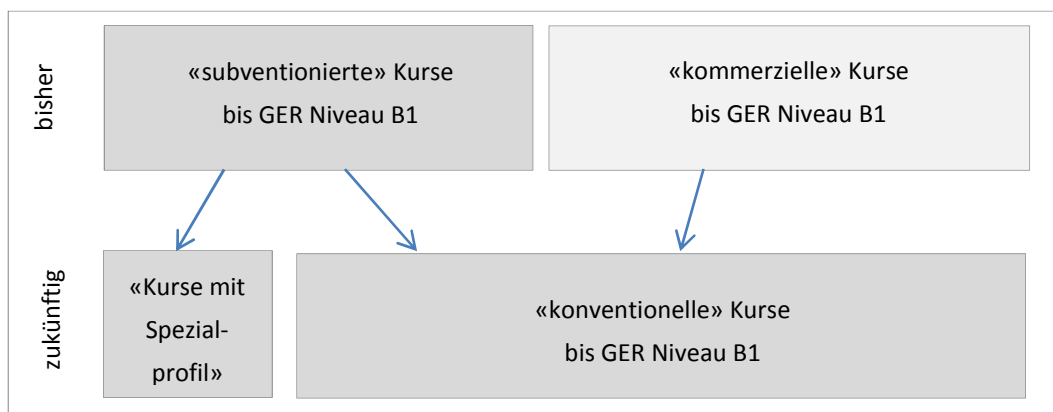 bisher
«subventionierte» Kurse
bis GER Niveau B1
«kommerzielle» Kurse
bis GER Niveau B1
zukünftig
«Kurse mit
Spezial-
profil»
«konventionelle» Kurse
bis GER Niveau B1